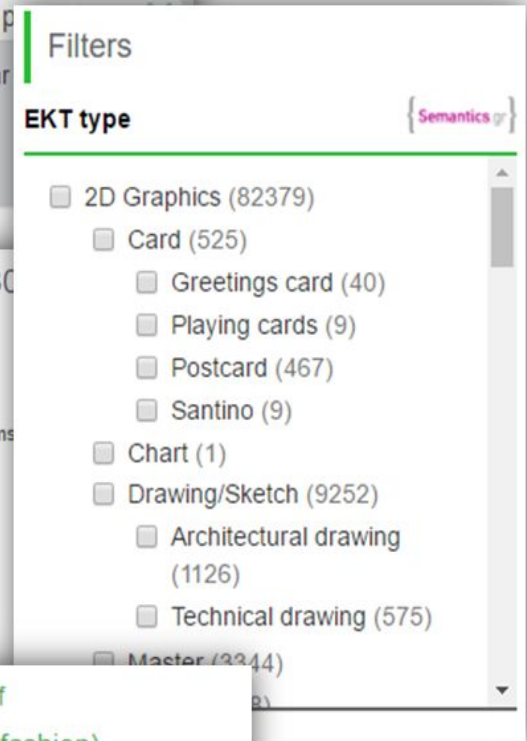 Filters
EKT type
{Semantics gr}
2D Graphics (82379)
Card (525)
Greetings card (40)
Playing cards (9)
Postcard (467)
Santino (9)
Chart (1)
Drawing/Sketch (9252)
Architectural drawing
(1126)
Technical drawing (575)
Master (3344)
fashion)